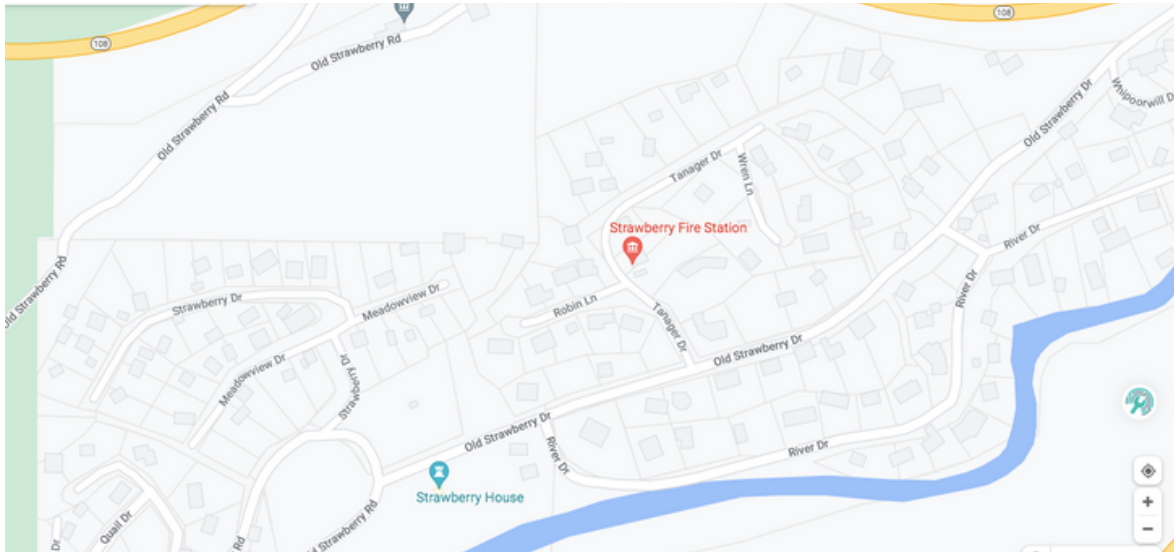 108
108
Old Strawberry Rd
Old Strawberry Rd
Old Strawberry Rd
Old Strawberry Dr
Whipoorwill D
Tanager Dr
Wren Ln
Strawberry Fire Station
River Dr
River Dr
Strawberry Dr
Meadowview Dr
Robin Ln
Tanager Dr
Old Strawberry Dr
Meadowview Dr
Strawberry Dr
Old Strawberry Dr
River Dr
River Dr
Strawberry House
Quail Dr
Dr
Rd
Old Strawberry Rd
+
−